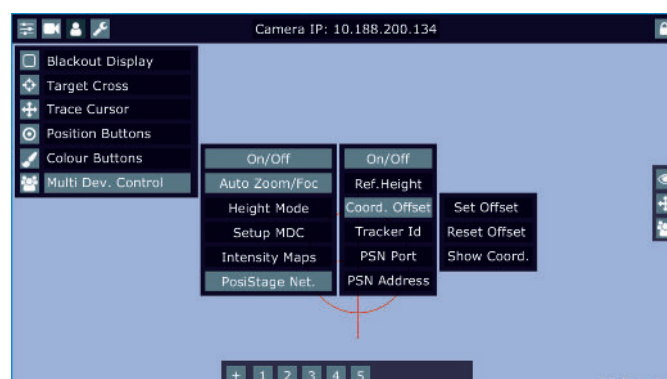 Camera IP: 10.188.200.134
Blackout Display
Target Cross
Trace Cursor
Position Buttons
Colour Buttons
Multi Dev. Control
On/Off
Auto Zoom/Foc
Height Mode
Setup MDC
Intensity Maps
PosiStage Net.
On/Off
Ref.Height
Coord. Offset
Tracker Id
PSN Port
PSN Address
Set Offset
Reset Offset
Show Coord.
+ 1 2 3 4 5